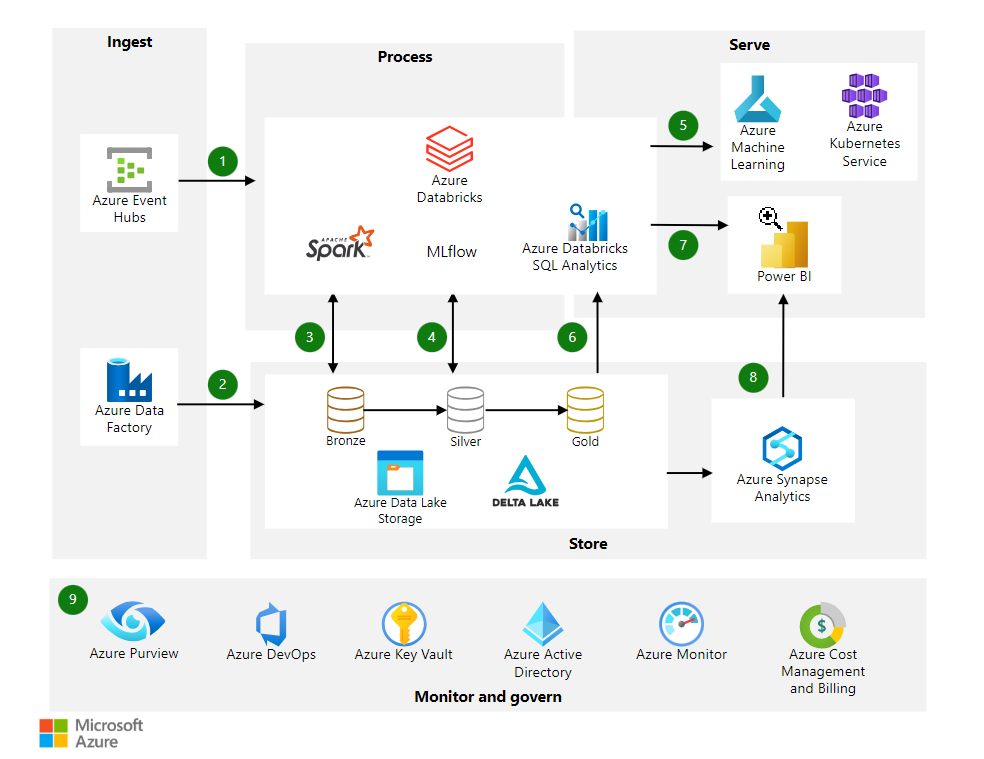 Ingest
Process
Serve
Azure Event
Hubs
1
Azure
Databricks
APACHE
Spark
MLflow
Azure Databricks
SQL Analytics
5
Azure
Machine
Learning
Azure
Kubernetes
Service
7
Power BI
3
4
6
8
Azure Data
Factory
2
Bronze
Silver
Gold
Azure Data Lake
Storage
DELTA LAKE
Azure Synapse
Analytics
Store
9
Azure Purview
Azure DevOps
Azure Key Vault
Azure Active
Directory
Azure Monitor
$
Azure Cost
Management
and Billing
Monitor and govern
Microsoft
Azure